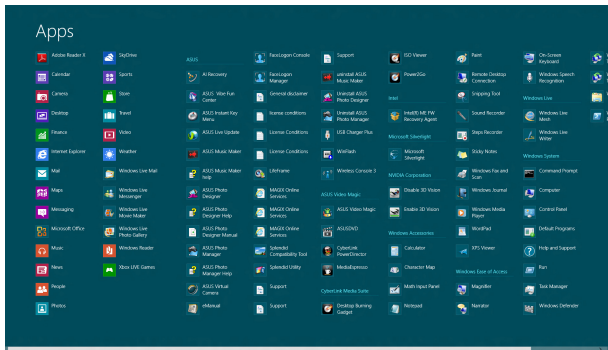 Apps
Adobe Reader X
Calendar
Camera
Desktop
Finance
Internet Explorer
Mail
Maps
Messaging
Microsoft Office
Music
News
People
Photos
SkyDrive
Sports
Store
Travel
Video
Weather
Windows Live Mail
Windows Live
Messenger
Windows Live
Movie Maker
Windows Live
Photo Gallery
Windows Reader
Xbox LIVE Games
ASUS
AI Recovery
ASUS Vibe Fun
Center
ASUS Instant Key
Menu
ASUS Live Update
ASUS Music Maker
ASUS Music Maker
help
ASUS Photo
Designer
ASUS Photo
Designer Help
ASUS Photo
Designer Manual
ASUS Photo
Manager
ASUS Photo
Manager Help
ASUS Virtual
Camera
eManual
FaceLogon Console
FaceLogon
Manager
General disclaimer
license conditions
License Conditions
License Conditions
LifeFrame
MAGIX Online
Services
MAGIX Online
Services
MAGIX Online
Services
Splendid
Compatibility Tool
Splendid Utility
Support
Support
Support
uninstall ASUS
Music Maker
Uninstall ASUS
Photo Designer
Uninstall ASUS
Photo Manager
USB Charger Plus
WinFlash
Wireless Console 3
ASUS Video Magic
ASUS Video Magic
ASUSDVD
CyberLink
PowerDirector
MediaEspresso
CyberLink Media Suite
Desktop Burning
Gadget
ISO Viewer
Power2Go
Intel
Intel(R) ME FW
Recovery Agent
Microsoft Silverlight
Microsoft
Silverlight
NVIDIA Corporation
Disable 3D Vision
Enable 3D Vision
Windows Accessories
Calculator
Character Map
Math Input Panel
Notepad
Paint
Remote Desktop
Connection
Snipping Tool
Sound Recorder
Steps Recorder
Sticky Notes
Windows Fax and
Scan
Windows Journal
Windows Media
Player
WordPad
XPS Viewer
Windows Ease of Access
Magnifier
Narrator
On-Screen
Keyboard
Windows Speech
Recognition
Windows Live
Windows Live
Mesh
Windows Live
Writer
Windows System
Command Prompt
Computer
Control Panel
Default Programs
Help and Support
Run
Task Manager
Windows Defender